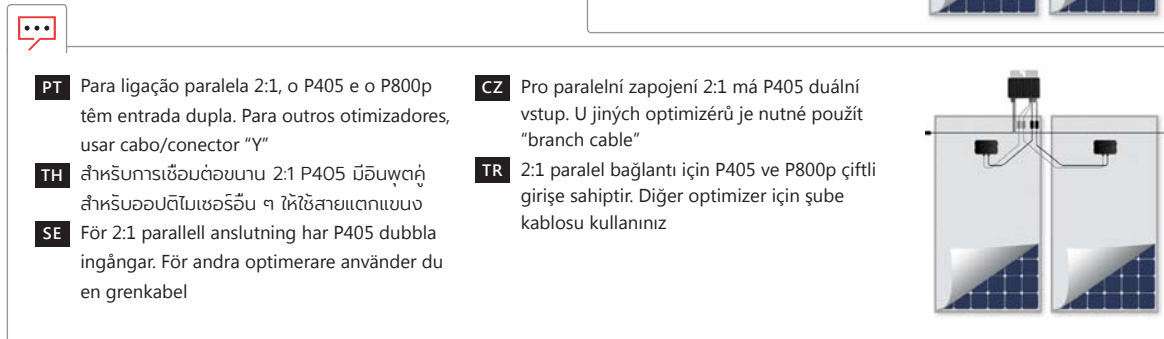 PT Para ligação paralela 2:1, o P405 e o P800p
têm entrada dupla. Para outros otimizadores,
usar cabo/conector “Y”
TH สำหรับการเชื่อมต่อขนาน 2:1 P405 มีอินพุตคู่
สำหรับออปติไมเซอร์อื่น ๆ ให้ใช้สายแตกแขนง
SE För 2:1 parallell anslutning har P405 dubbla
ingångar. För andra optimerare använder du
en grenkabel
CZ Pro paralelní zapojení 2:1 má P405 duální
vstup. U jiných optimizérů je nutné použít
“branch cable”
TR 2:1 paralel bağlantı için P405 ve P800p çiftli
girişe sahiptir. Diğer optimizer için şube
kablosu kullanınız